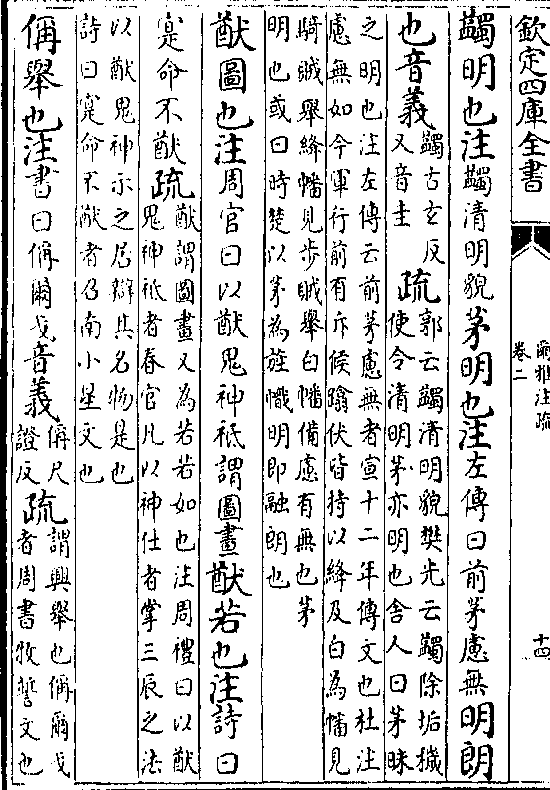 欽定四庫全書
爾雅注疏
卷二
十四
蠲明也注蠲清明貌茅明也注左傳曰前茅慮無明朗
也音義蠲古玄反
又音圭
疏郭云蠲清明貌樊光云蠲除垢穢
使令清明茅亦明也舍人曰茅昧
之明也注左傳云前茅慮無者宣十二年傳文也杜注
慮無如今軍行前有斥候蹹伏皆持以絳及白為幡見
騎賊舉絳幡見步賊舉白幡備慮有無也茅
明也或曰時楚以茅為旌幟明即融朗也
猷圖也注周官曰以猷鬼神祇謂圖畫猷若也注詩曰
寔命不猷疏猷謂圖畫又為若若如也注周禮曰以猷
鬼神祇者春官凡以神仕者掌三辰之法
以猷鬼神示之居辯其名物是也
詩曰寔命不猷者召南小星文也
偁舉也注書曰偁爾戈音義偁尺
證反
疏謂興舉也偁爾戈
者周書牧誓文也